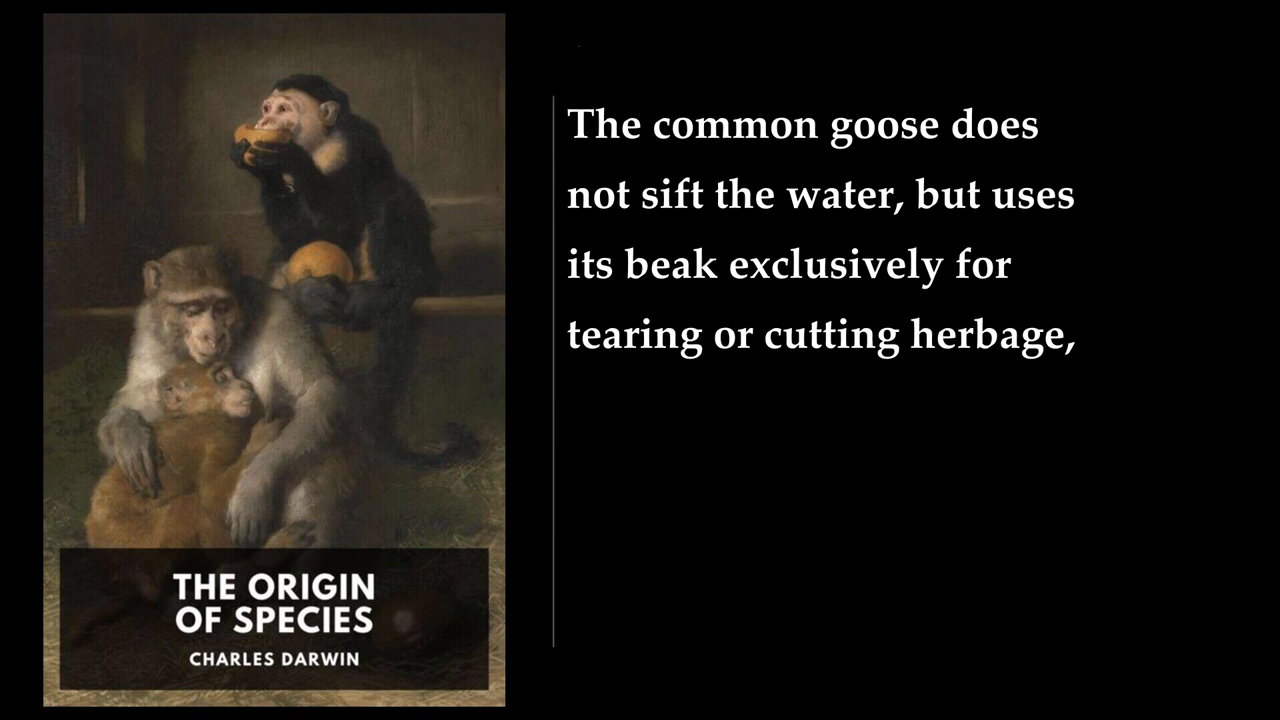 The common goose does
not sift the water, but uses
its beak exclusively for
tearing or cutting herbage,
THE ORIGIN
OF SPECIES
CHARLES DARWIN